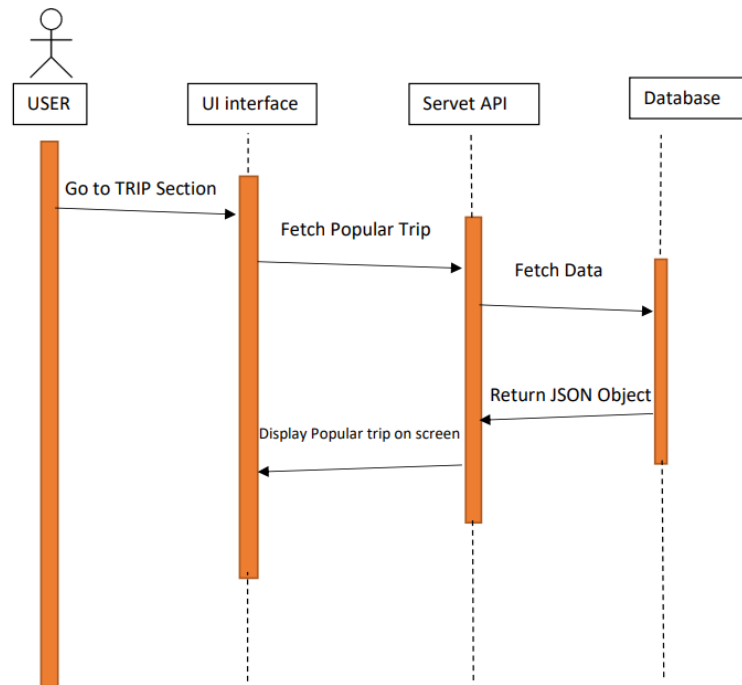 USER
UI interface
Servet API
Database
Go to TRIP Section
Fetch Popular Trip
Fetch Data
Return JSON Object
Display Popular trip on screen